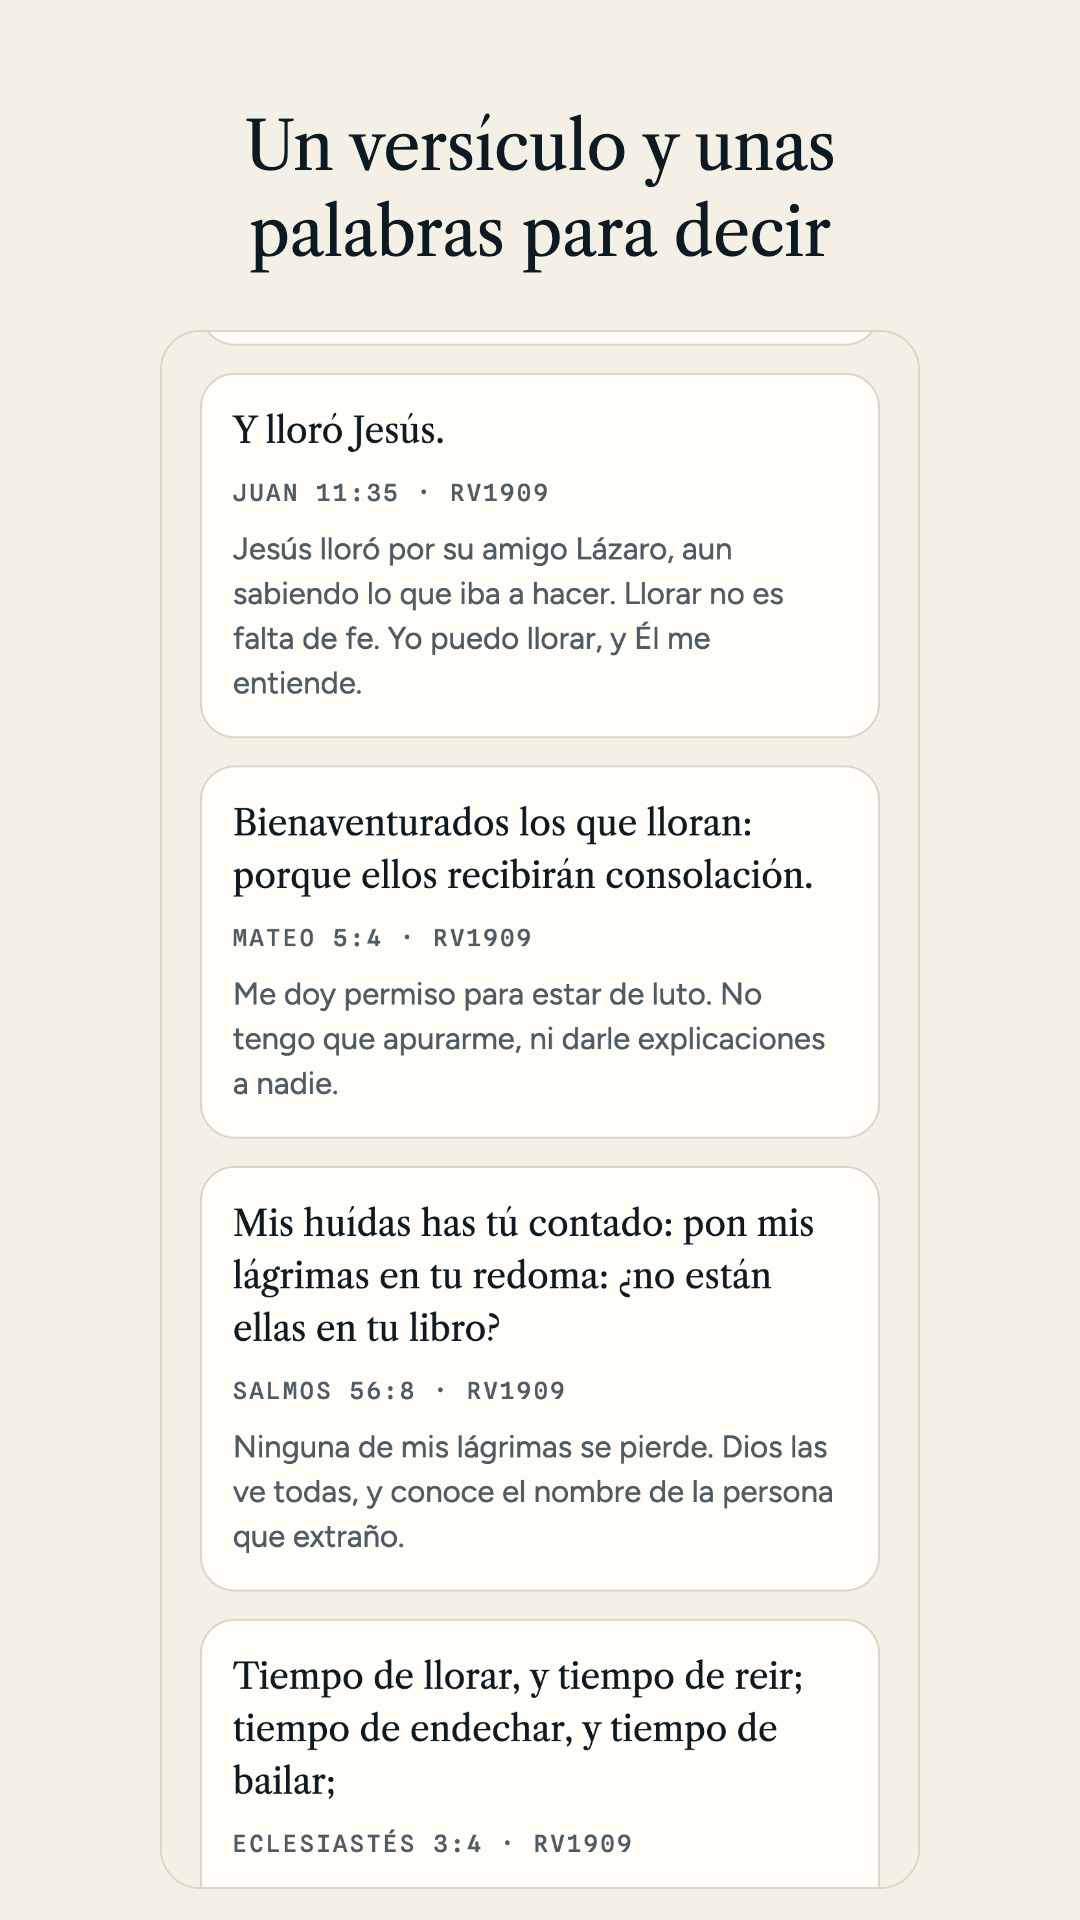 Un versículo y unas
palabras para decir
Y lloró Jesús.
JUAN 11:35 · RV1909
Jesús lloró por su amigo Lázaro, aun
sabiendo lo que iba a hacer. Llorar no es
falta de fe. Yo puedo llorar, y Él me
entiende.
Bienaventurados los que lloran:
porque ellos recibirán consolación.
MATEO 5:4 · RV1909
Me doy permiso para estar de luto. No
tengo que apurarme, ni darle explicaciones
a nadie.
Mis huídas has tú contado: pon mis
lágrimas en tu redoma: ¿no están
ellas en tu libro?
SALMOS 56:8 · RV1909
Ninguna de mis lágrimas se pierde. Dios las
ve todas, y conoce el nombre de la persona
que extraño.
Tiempo de llorar, y tiempo de reir;
tiempo de endechar, y tiempo de
bailar;
ECLESIASTÉS 3:4 · RV1909